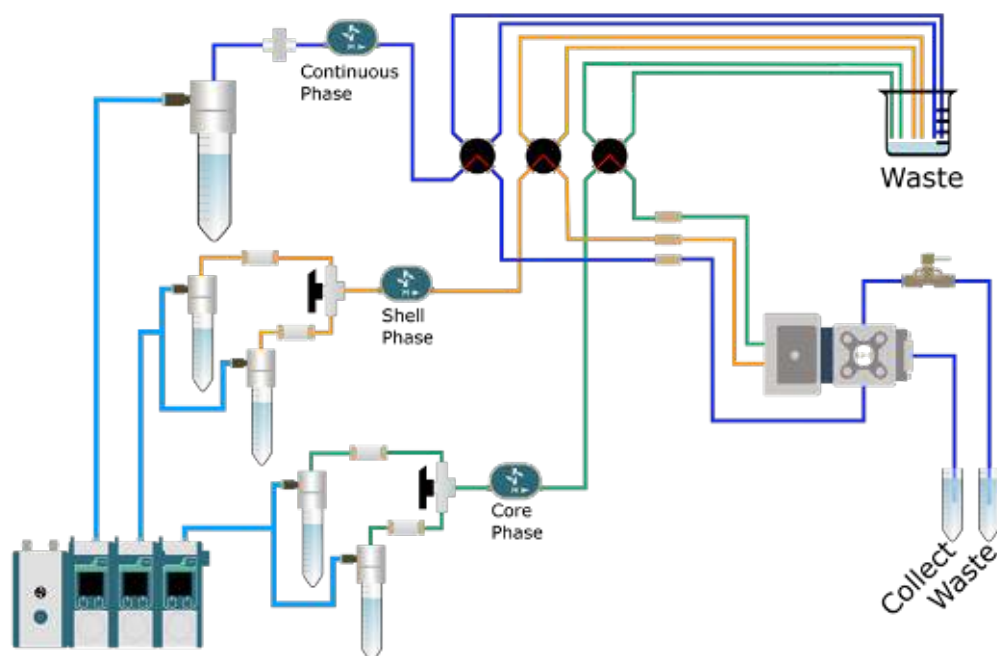 Continuous
Phase
Waste
Shell
Phase
Core
Phase
Collect
Waste